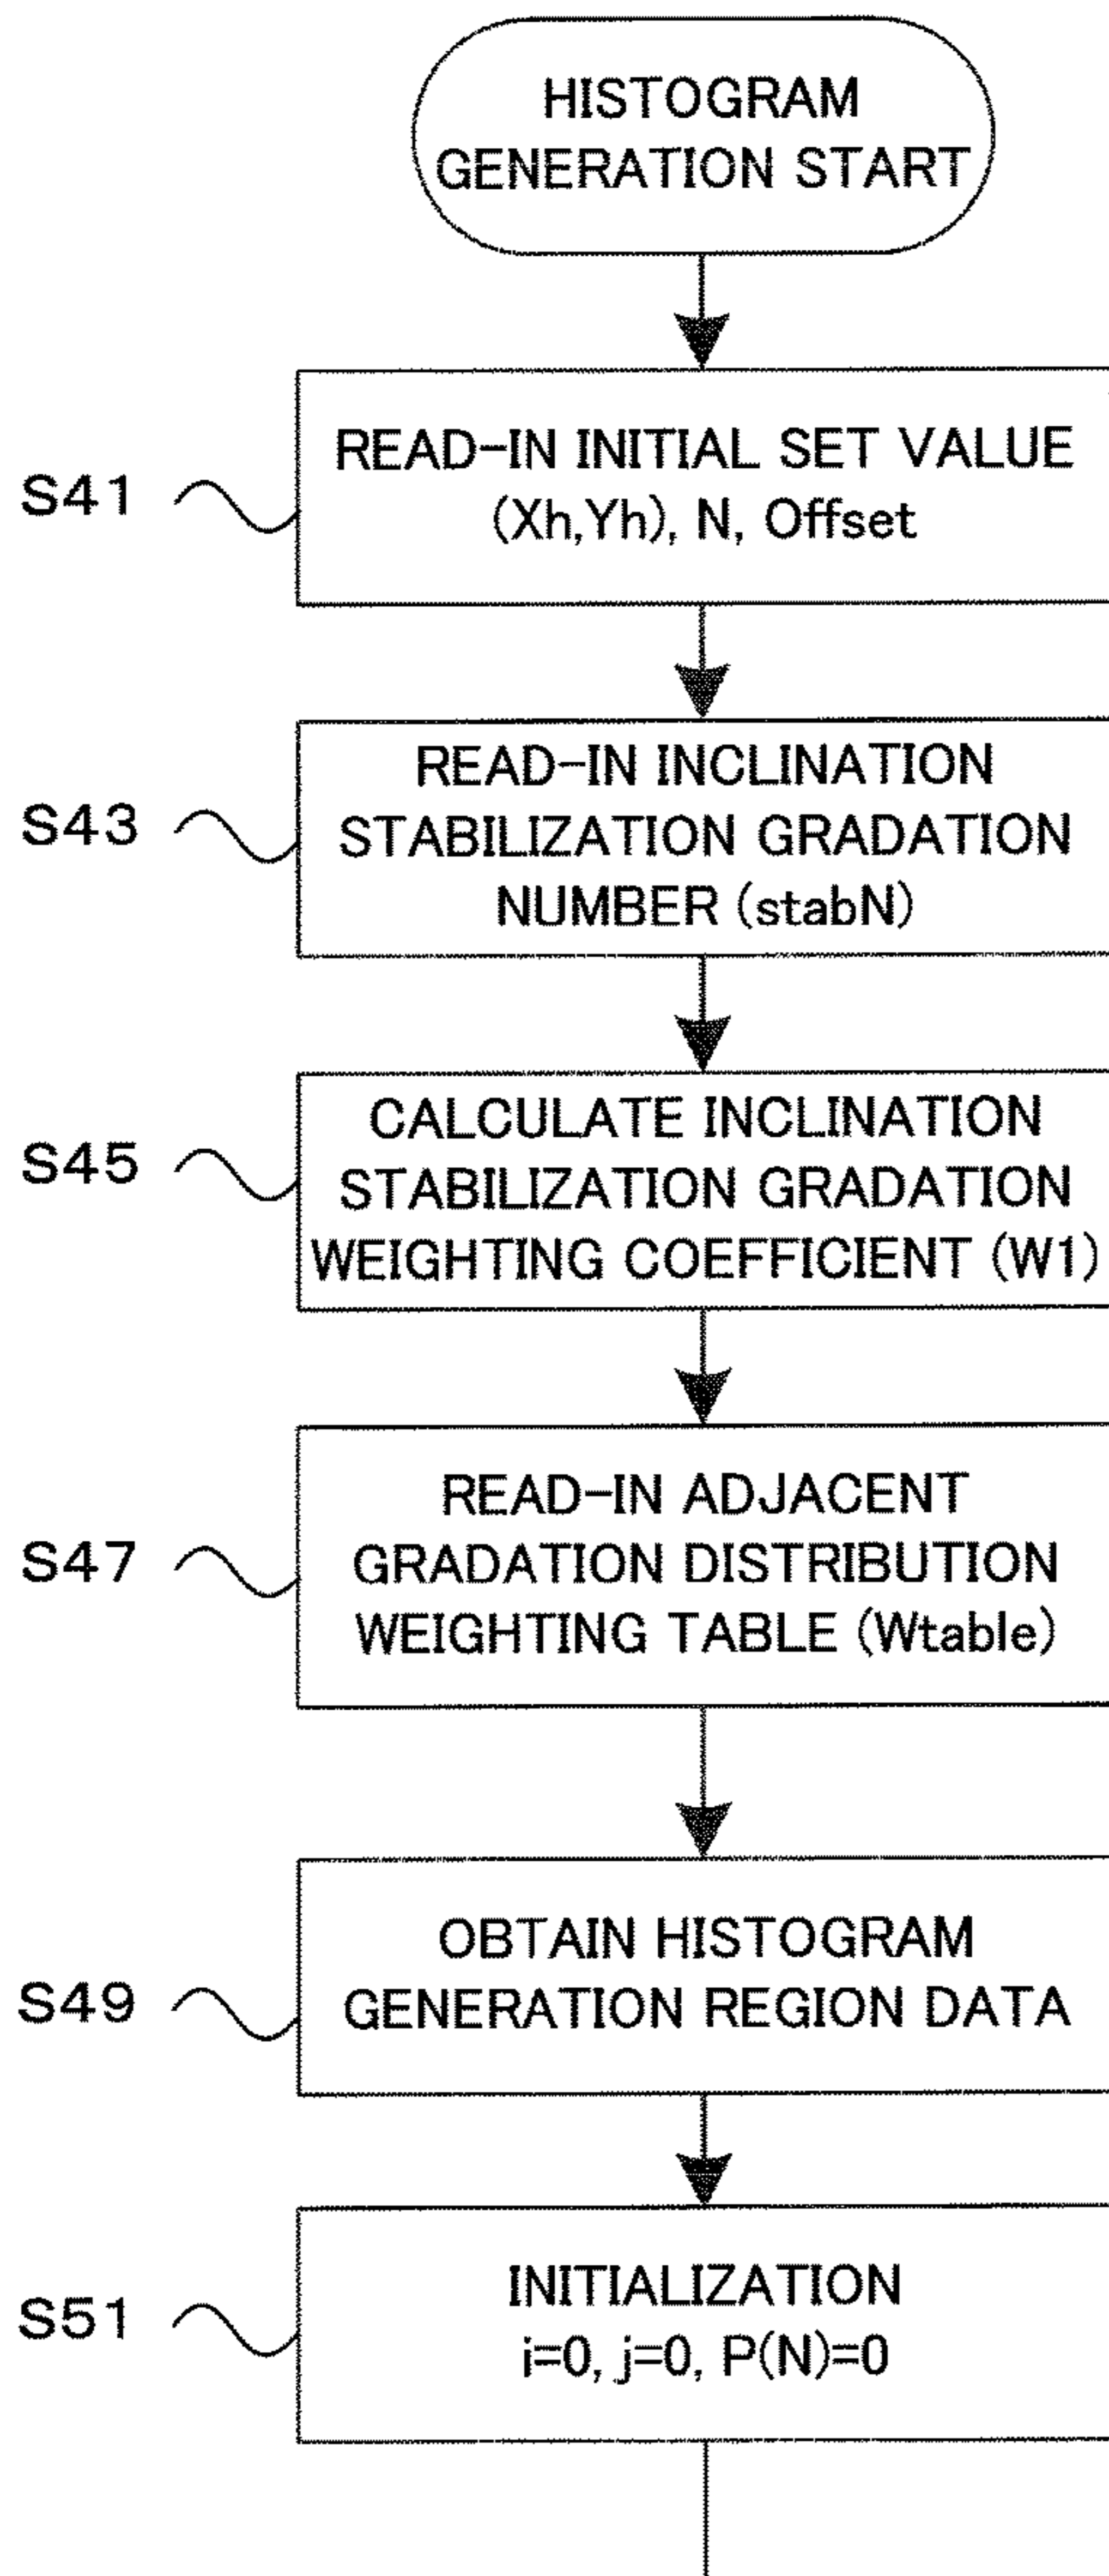 HISTOGRAM
GENERATION START
S41
READ-IN INITIAL SET VALUE
(Xh,Yh), N, Offset
S43
READ-IN INCLINATION
STABILIZATION GRADATION
NUMBER (stabN)
S45
CALCULATE INCLINATION
STABILIZATION GRADATION
WEIGHTING COEFFICIENT (W1)
S47
READ-IN ADJACENT
GRADATION DISTRIBUTION
WEIGHTING TABLE (Wtable)
S49
OBTAIN HISTOGRAM
GENERATION REGION DATA
S51
INITIALIZATION
i=0, j=0, P(N)=0